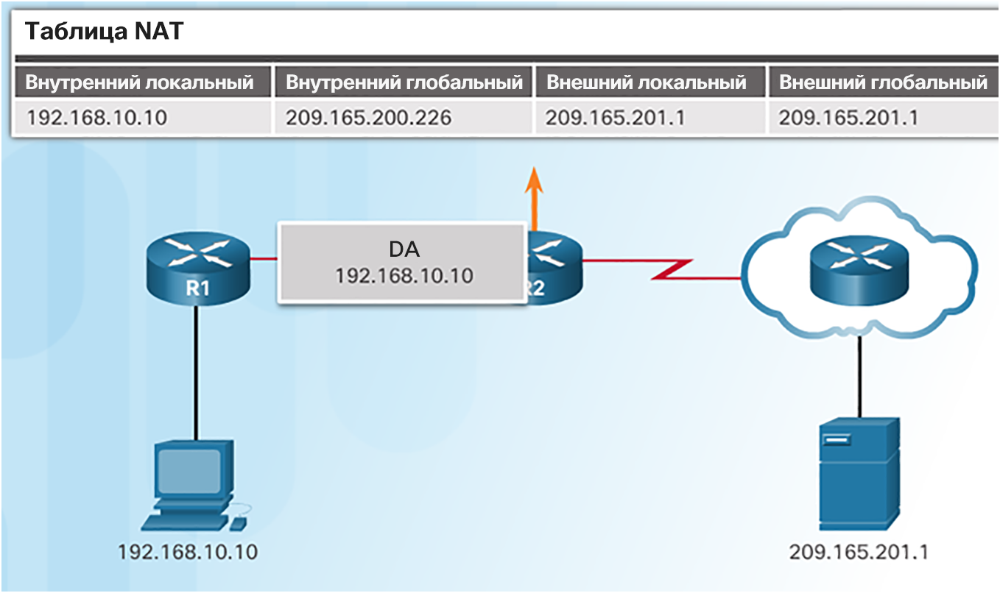 Таблица NAT
Внутренний локальный Внутренний глобальный Внешний локальный Внешний глобальный
192.168.10.10 209.165.200.226 209.165.201.1 209.165.201.1
DA
192.168.10.10
R1 R2
192.168.10.10 209.165.201.1